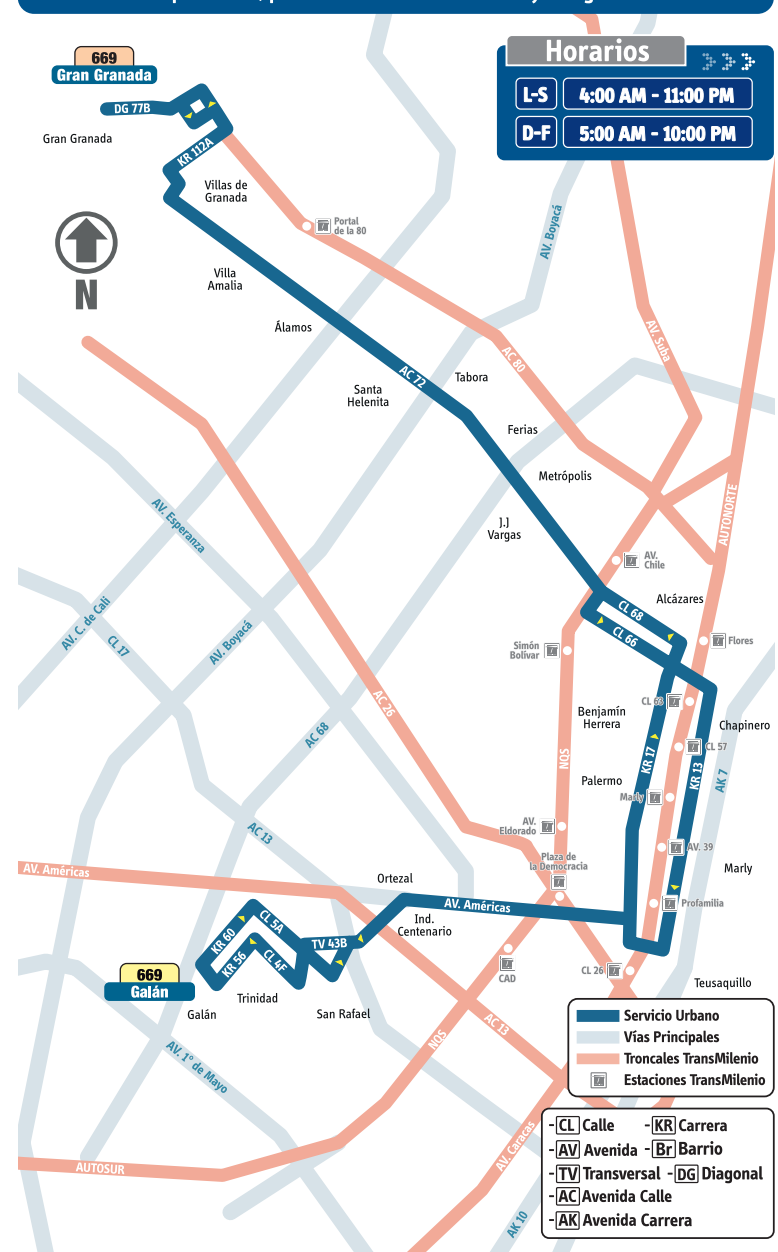 669
Gran Granada
Horarios
L-S
4:00 AM - 11:00 PM
D-F
5:00 AM - 10:00 PM
DG 77B
Gran Granada
KR 112A
Villas de
Granada
Portal
de la 80
AV. Boyacá
N
Villa
Amalia
Álamos
AV. Suba
AC 80
AC 72
Tabora
Santa
Helenita
Ferias
Metrópolis
AUTONORTE
AV. Esperanza
J.J
Vargas
AV.
Chile
Alcázares
CL 68
CL 66
AV. C. de Cali
CL 17
AV. Boyacá
Simón
Bolívar
Flores
AC 26
CL 63
Benjamín
Herrera
Chapinero
AC 68
NQS
KR 17
CL 57
KR 13
AK 7
Palermo
Marly
AC 13
AV.
Eldorado
AV. 39
Plaza de
la Democracia
AV. Américas
Marly
Ortezal
AV. Américas
Profamilia
KR 60
CL 5A
Ind.
Centenario
TV 43B
KR 56
CL 4F
669
Galán
CAD
CL 26
Teusaquillo
Trinidad
Galán
San Rafael
AC 13
NQS
AV. 1° de Mayo
Servicio Urbano
Vías Principales
Troncales TransMilenio
Estaciones TransMilenio
AV. Caracas
AUTOSUR
AK 10
-CL Calle -KR Carrera
-AV Avenida -Br Barrio
-TV Transversal -DG Diagonal
-AC Avenida Calle
-AK Avenida Carrera